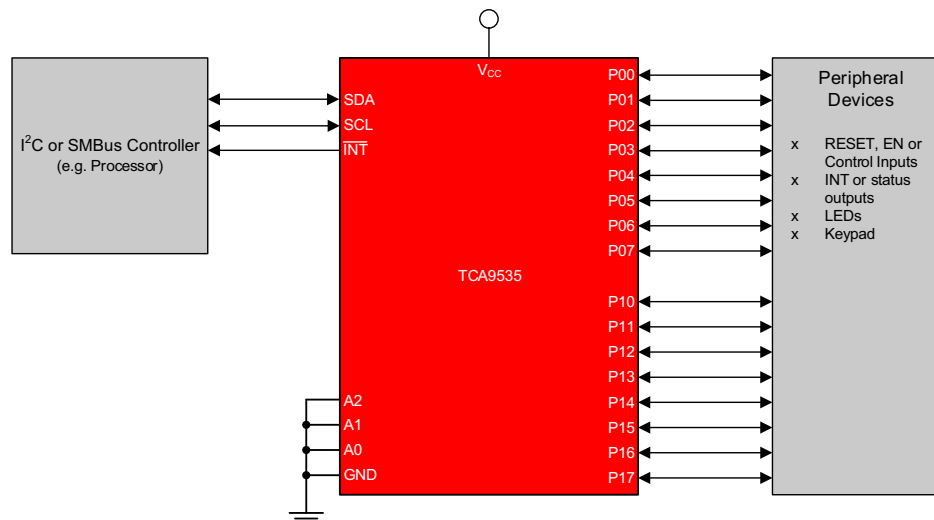 I²C or SMBus Controller
(e.g. Processor)
VCC
SDA
SCL
INT
TCA9535
A2
A1
A0
GND
P00
P01
P02
P03
P04
P05
P06
P07
P10
P11
P12
P13
P14
P15
P16
P17
Peripheral
Devices
x RESET, EN or
Control Inputs
x INT or status
outputs
x LEDs
x Keypad